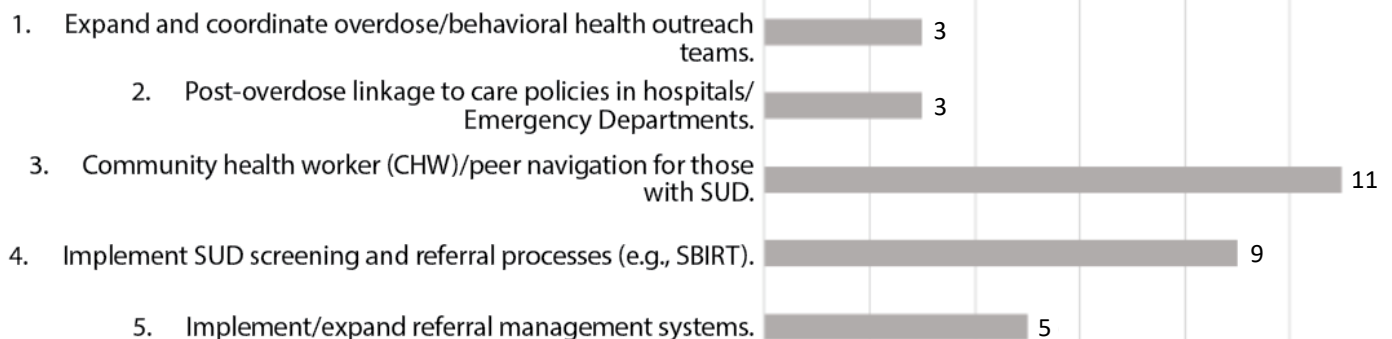 1. Expand and coordinate overdose/behavioral health outreach
teams.
3
2. Post-overdose linkage to care policies in hospitals/
Emergency Departments.
3
3. Community health worker (CHW)/peer navigation for those
with SUD.
11
4. Implement SUD screening and referral processes (e.g., SBIRT).
9
5. Implement/expand referral management systems.
5